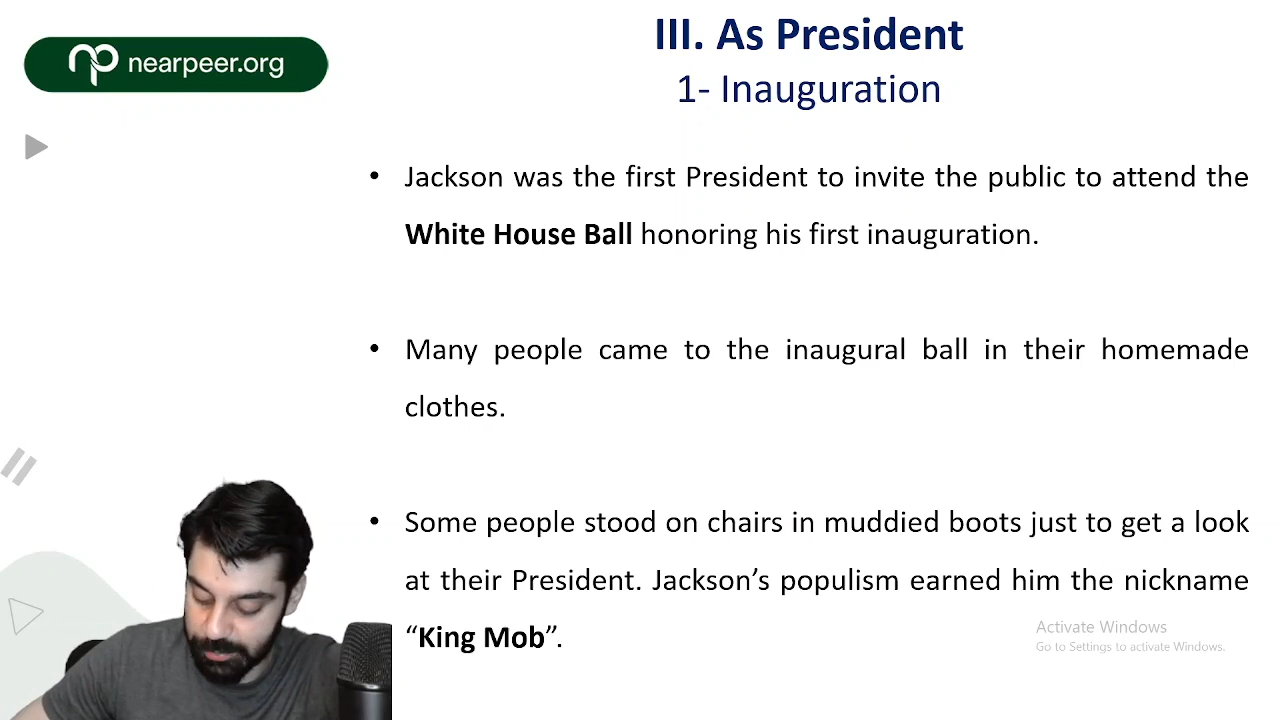 nearpeer.org
III. As President
1- Inauguration
• Jackson was the first President to invite the public to attend the
White House Ball honoring his first inauguration.
• Many people came to the inaugural ball in their homemade
clothes.
• Some people stood on chairs in muddied boots just to get a look
at their President. Jackson’s populism earned him the nickname
“King Mob”.
Activate Windows
Go to Settings to activate Windows.